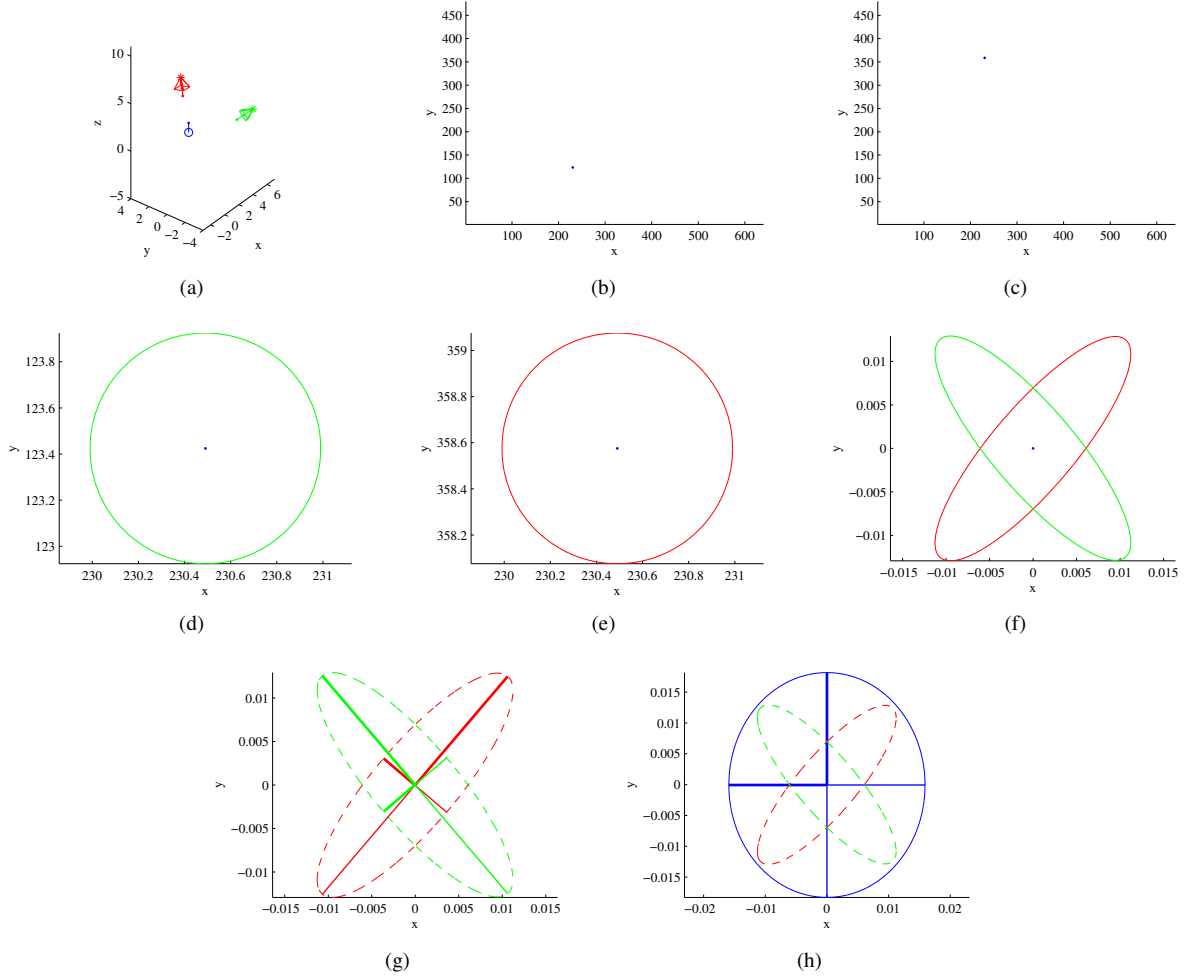 10
5
0
−5
z
4
2
0
−2
−4
y
−2
0
2
4
6
x
(a)
450
400
350
300
250
200
150
100
50
y
100 200 300 400 500 600
x
(b)
450
400
350
300
250
200
150
100
50
y
100 200 300 400 500 600
x
(c)
123.8
123.6
123.4
123.2
123
y
230 230.2 230.4 230.6 230.8 231
x
(d)
359
358.8
358.6
358.4
358.2
y
230 230.2 230.4 230.6 230.8 231
x
(e)
0.01
0.005
0
−0.005
−0.01
y
−0.015 −0.01 −0.005 0 0.005 0.01 0.015
x
(f)
0.01
0.005
0
−0.005
−0.01
y
−0.015 −0.01 −0.005 0 0.005 0.01 0.015
x
(g)
0.015
0.01
0.005
0
−0.005
−0.01
−0.015
y
−0.02 −0.01 0 0.01 0.02
x
(h)